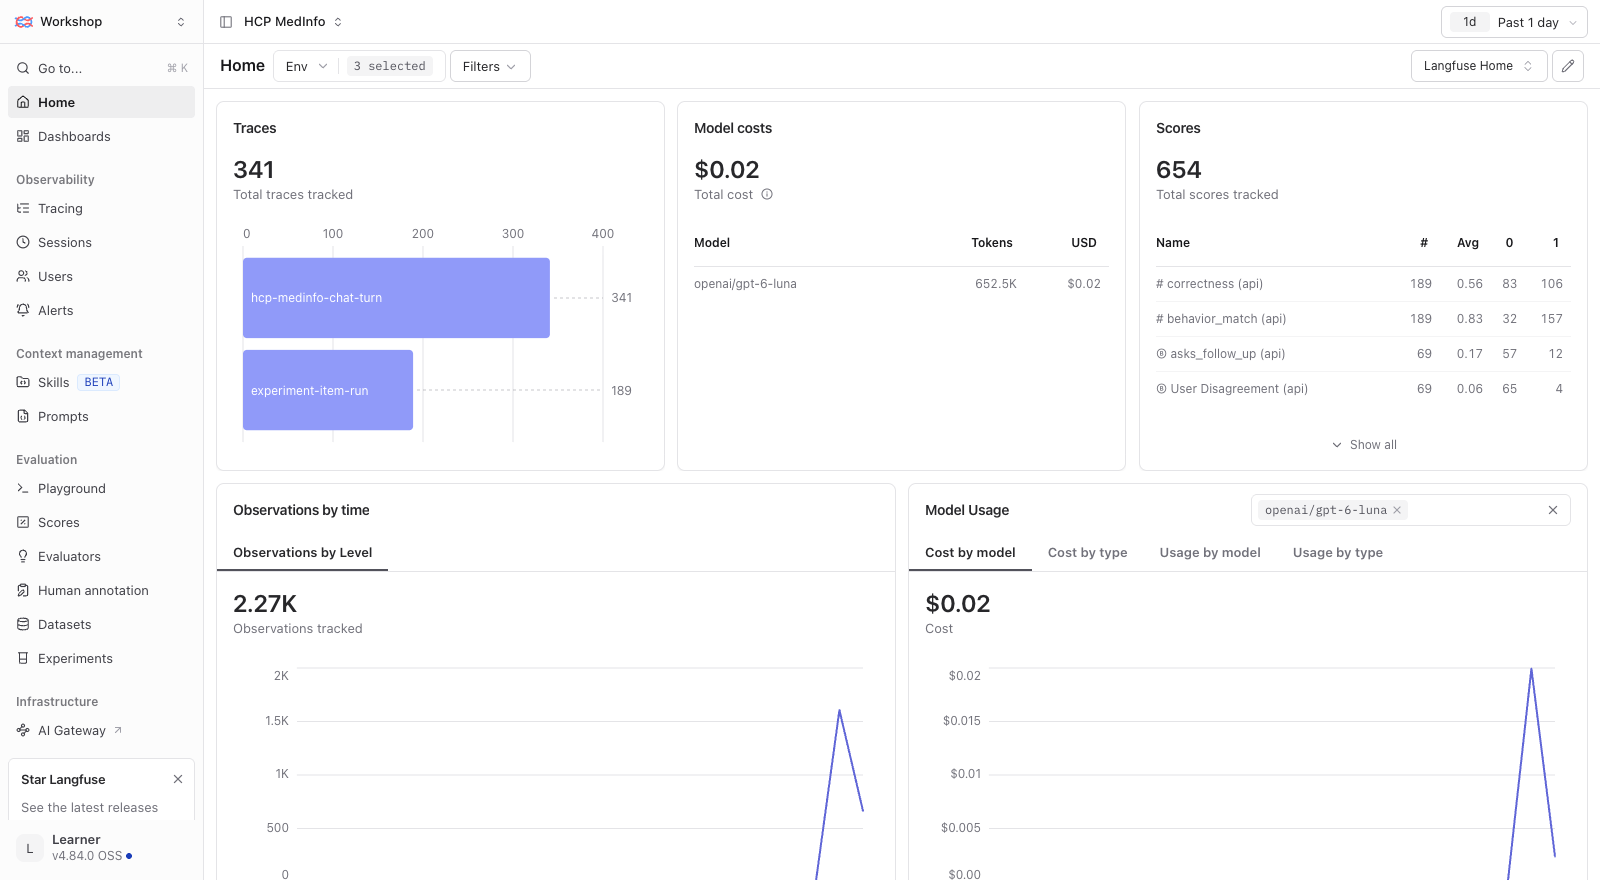 Workshop
Go to...
⌘ K
Home
Dashboards
Observability
Tracing
Sessions
Users
Alerts
Context management
Skills BETA
Prompts
Evaluation
Playground
Scores
Evaluators
Human annotation
Datasets
Experiments
Infrastructure
AI Gateway
Star Langfuse
See the latest releases
L
Learner
v4.84.0 OSS
HCP MedInfo
1d Past 1 day
Home
Env 3 selected
Filters
Langfuse Home
Traces
341
Total traces tracked
0 100 200 300 400
hcp-medinfo-chat-turn 341
experiment-item-run 189
Model costs
$0.02
Total cost
Model Tokens USD
openai/gpt-6-luna 652.5K $0.02
Scores
654
Total scores tracked
Name # Avg 0 1
# correctness (api) 189 0.56 83 106
# behavior_match (api) 189 0.83 32 157
Ⓑ asks_follow_up (api) 69 0.17 57 12
Ⓑ User Disagreement (api) 69 0.06 65 4
Show all
Observations by time
Observations by Level
2.27K
Observations tracked
2K
1.5K
1K
500
0
Model Usage
openai/gpt-6-luna
Cost by model Cost by type Usage by model Usage by type
$0.02
Cost
$0.02
$0.015
$0.01
$0.005
$0.00